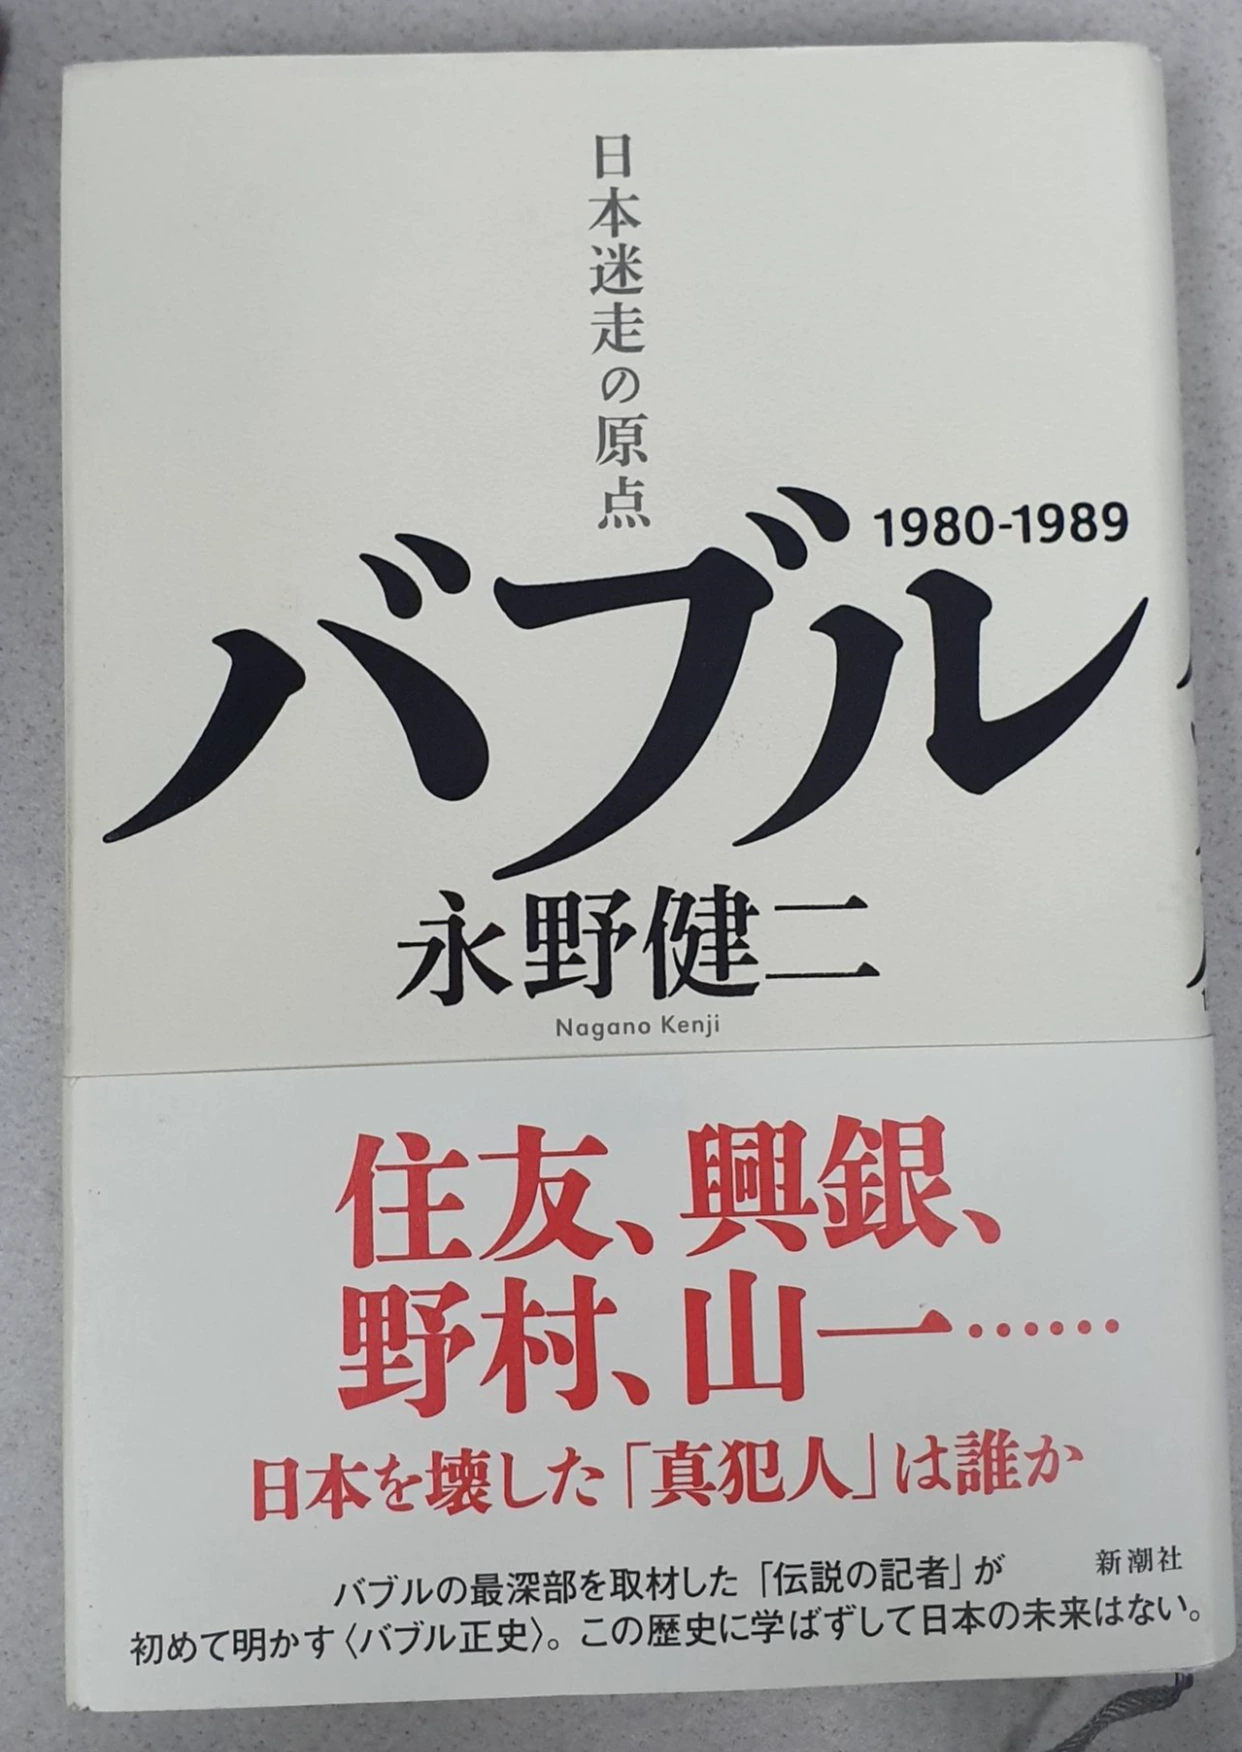 日本迷走の原点
1980-1989
バブル
永野健二
Nagano Kenji
住友、興銀、
野村、山一……
日本を壊した「真犯人」は誰か
新潮社
バブルの最深部を取材した「伝説の記者」が
初めて明かす〈バブル正史〉。この歴史に学ばずして日本の未来はない。